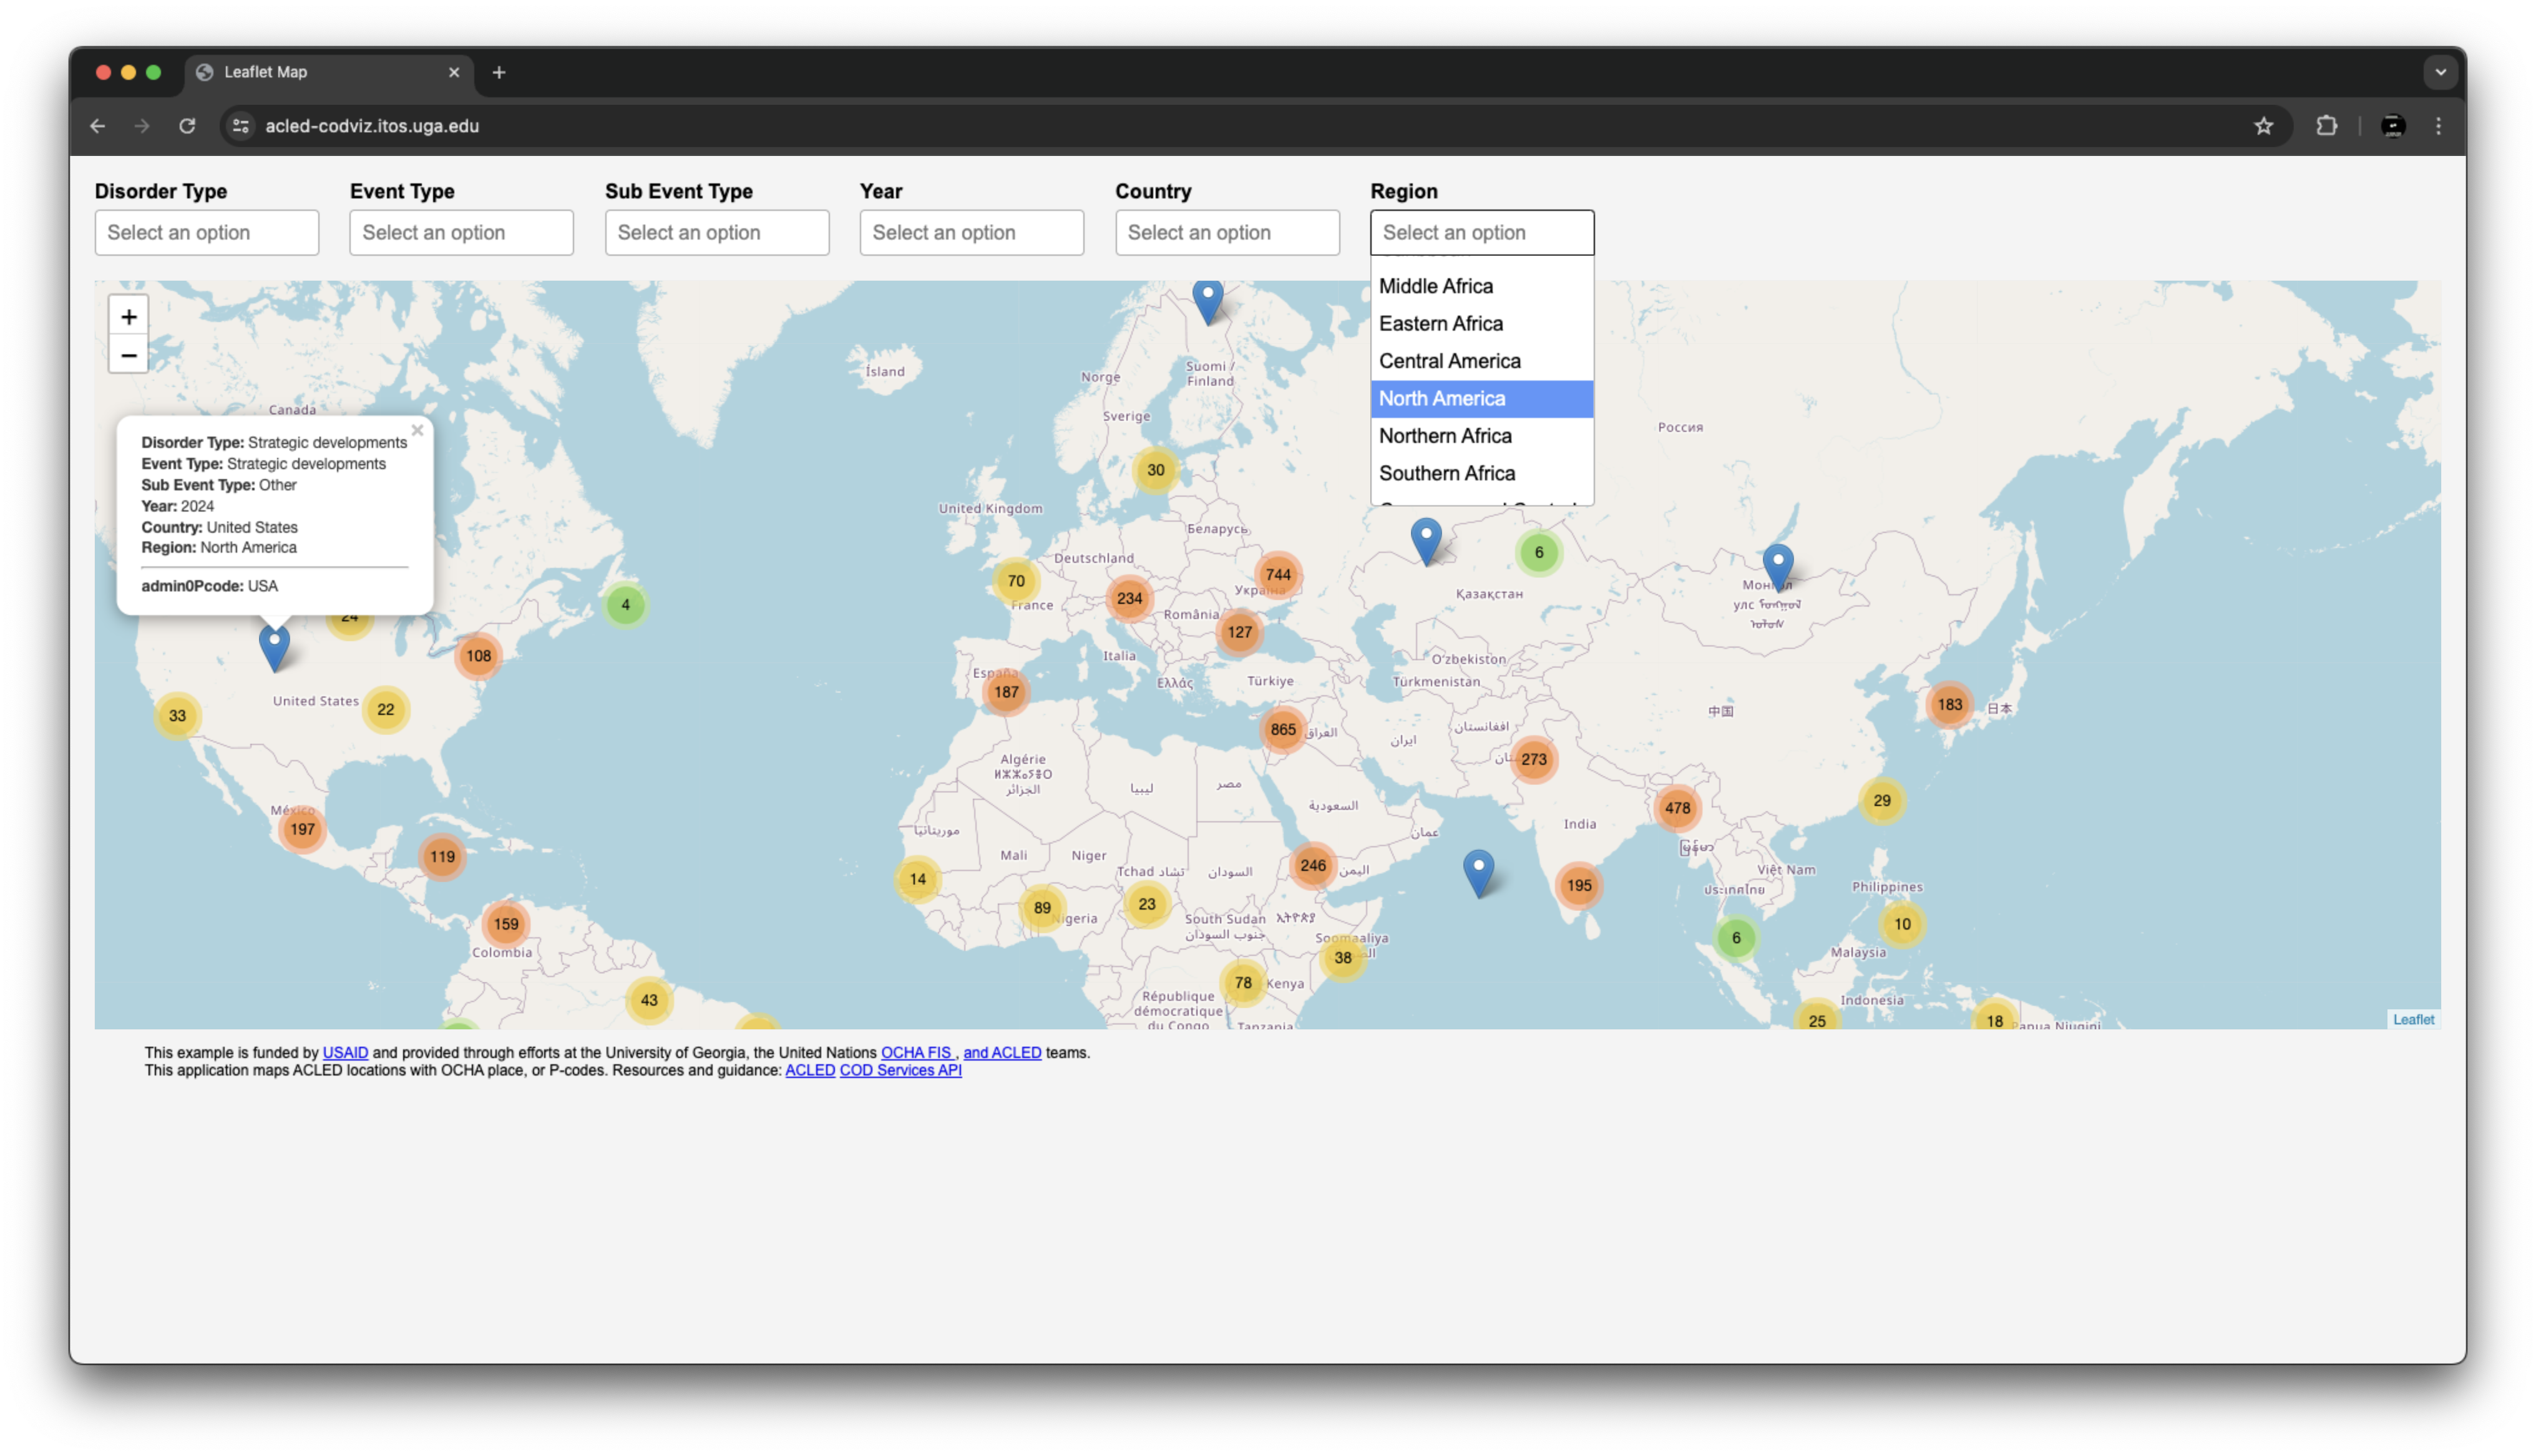 Leaflet Map
acled-codviz.itos.uga.edu
Disorder Type
Event Type
Sub Event Type
Year
Country
Region
Select an option
Select an option
Select an option
Select an option
Select an option
Select an option
Middle Africa
Eastern Africa
Central America
North America
Northern Africa
Southern Africa
+
−
Canada
Disorder Type: Strategic developments
Event Type: Strategic developments
Sub Event Type: Other
Year: 2024
Country: United States
Region: North America
admin0Pcode: USA
24
4
108
33
United States
22
México
197
119
159
Colombia
43
Ísland
Norge
Suomi /
Finland
Sverige
Россия
30
United Kingdom
Беларусь
Deutschland
70
France
234
744
Україна
România
127
Italia
España
187
Ελλάς
Türkiye
6
Қазақстан
Монгол
улс
Oʻzbekiston
Türkmenistan
865
العراق
ایران
افغانستان
273
中国
183
日本
Algérie
ⵍⵣⵣⴰⵢⴻⵔ
الجزائر
ليبيا
مصر
السعودية
عمان
موريتانيا
Mali
Niger
Tchad تشاد
السودان
246
اليمن
India
478
မြန်မာ
29
14
89
Nigeria
23
South Sudan
جنوب السودان
ኢትዮጵያ
Soomaaliya
38
78
Kenya
République
démocratique
du Congo
Tanzania
195
Việt Nam
ประเทศไทย
Philippines
10
6
Malaysia
Indonesia
25
18
Papua Niugini
Leaflet
This example is funded by USAID and provided through efforts at the University of Georgia, the United Nations OCHA FIS , and ACLED teams.
This application maps ACLED locations with OCHA place, or P-codes. Resources and guidance: ACLED COD Services API